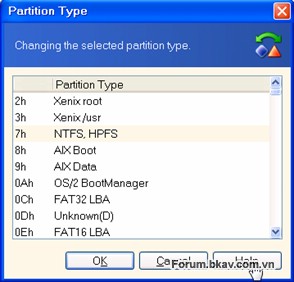 Partition Type
Changing the selected partition type.
Partition Type
2h Xenix root
3h Xenix /usr
7h NTFS, HPFS
8h AIX Boot
9h AIX Data
0Ah OS/2 BootManager
0Ch FAT32 LBA
0Dh Unknown(D)
0Eh FAT16 LBA
OK Cancel Help
Forum.bkav.com.vn